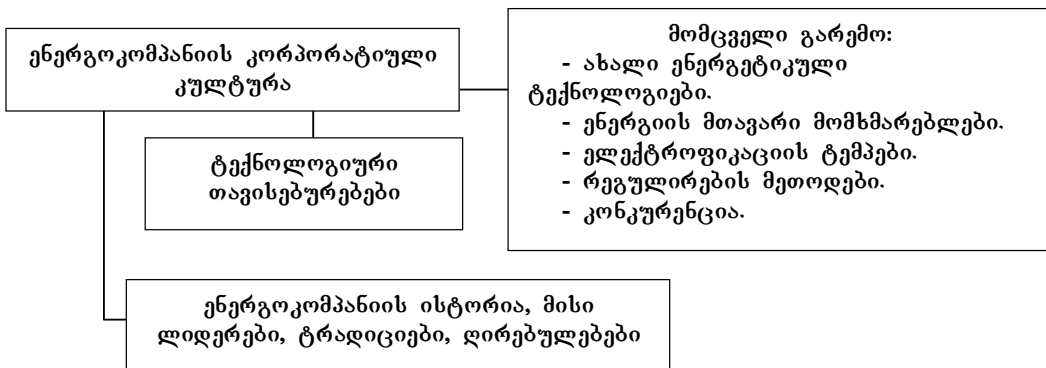 ენერგოკომპანიის კორპორატიული
კულტურა
ტექნოლოგიური
თავისებურებები
მომცველი გარემო:
- ახალი ენერგეტიკული
ტექნოლოგიები.
- ენერგიის მთავარი მომხმარებლები.
- ელექტროფიკაციის ტემპები.
- რეგულირების მეთოდები.
- კონკურენცია.
ენერგოკომპანიის ისტორია, მისი
ლიდერები, ტრადიციები, ღირებულებები